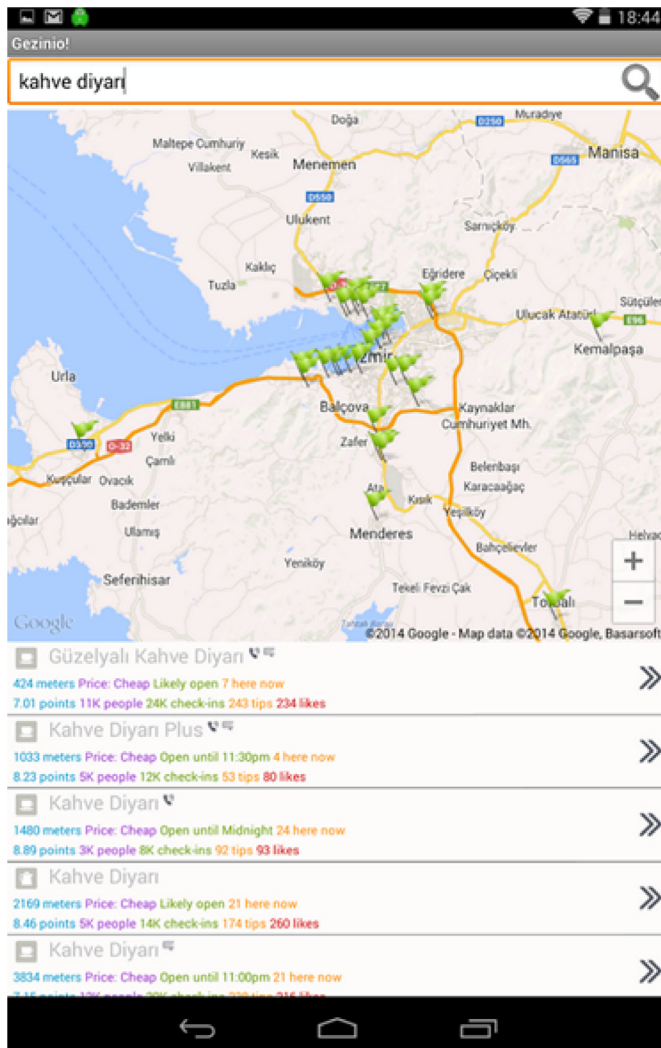 18:44
Gezinio!
kahve diyarı
Doğa
D250
Muradiye
Maltepe Cumhuriy
Kesik
Villakent
Menemen
D565
Manisa
D550
Ulukent
Sarnıçköy
Kaklıç
Tuzla
Eğridere
Çiçekli
Sütçüler
Ulucak Atatürl
E96
Kemalpaşa
Urla
E881
Balçova
Kaynaklar
Cumhuriyet Mh.
O-32
Yelki
Zafer
Çamlı
Kuşçular
Ovacık
Belenbaşı
Karacaağaç
Bademler
Kısık
Yeşilköy
Ulamış
Menderes
Bahçelievler
Helvac
Yeniköy
Seferihisar
Tekeli Fevzi Çak
Google
©2014 Google - Map data ©2014 Google, Basarsoft
Güzelyalı Kahve Diyarı
424 meters Price: Cheap Likely open 7 here now
7.01 points 11K people 24K check-ins 243 tips 234 likes
Kahve Diyarı Plus
1033 meters Price: Cheap Open until 11:30pm 4 here now
8.23 points 5K people 12K check-ins 53 tips 80 likes
Kahve Diyarı
1480 meters Price: Cheap Open until Midnight 24 here now
8.89 points 3K people 8K check-ins 92 tips 93 likes
Kahve Diyarı
2169 meters Price: Cheap Likely open 21 here now
8.46 points 5K people 14K check-ins 174 tips 260 likes
Kahve Diyarı
3834 meters Price: Cheap Open until 11:00pm 21 here now